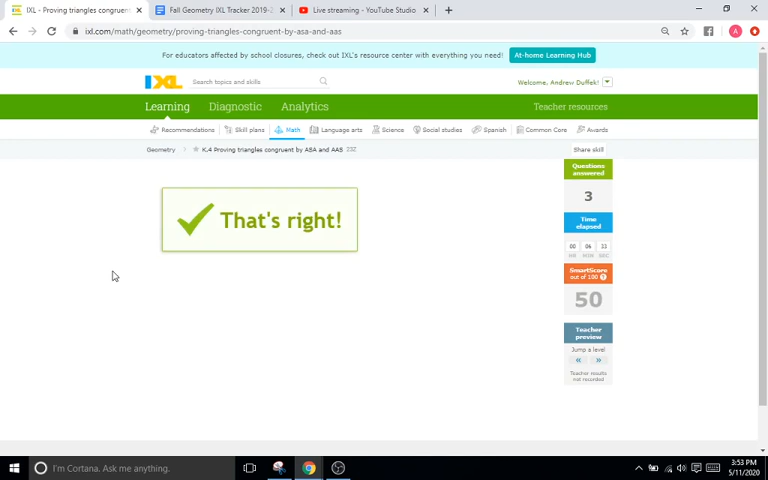 IXL - Proving triangles congruent
Fall Geometry IXL Tracker 2019-2
Live streaming - YouTube Studio
ixl.com/math/geometry/proving-triangles-congruent-by-asa-and-aas
A
For educators affected by school closures, check out IXL's resource center with everything you need!
At-home Learning Hub
IXL
Search topics and skills
Welcome, Andrew Duffek!
Learning
Diagnostic
Analytics
Teacher resources
Recommendations
Skill plans
Math
Language arts
Science
Social studies
Spanish
Common Core
Awards
Geometry
K.4 Proving triangles congruent by ASA and AAS
Share skill
Questions
answered
3
Time
elapsed
00 06 33
HR MIN SEC
SmartScore
out of 100 ?
50
Teacher
preview
Jump a level
« »
Teacher results
not recorded
That's right!
I'm Cortana. Ask me anything.
3:53 PM
5/11/2020